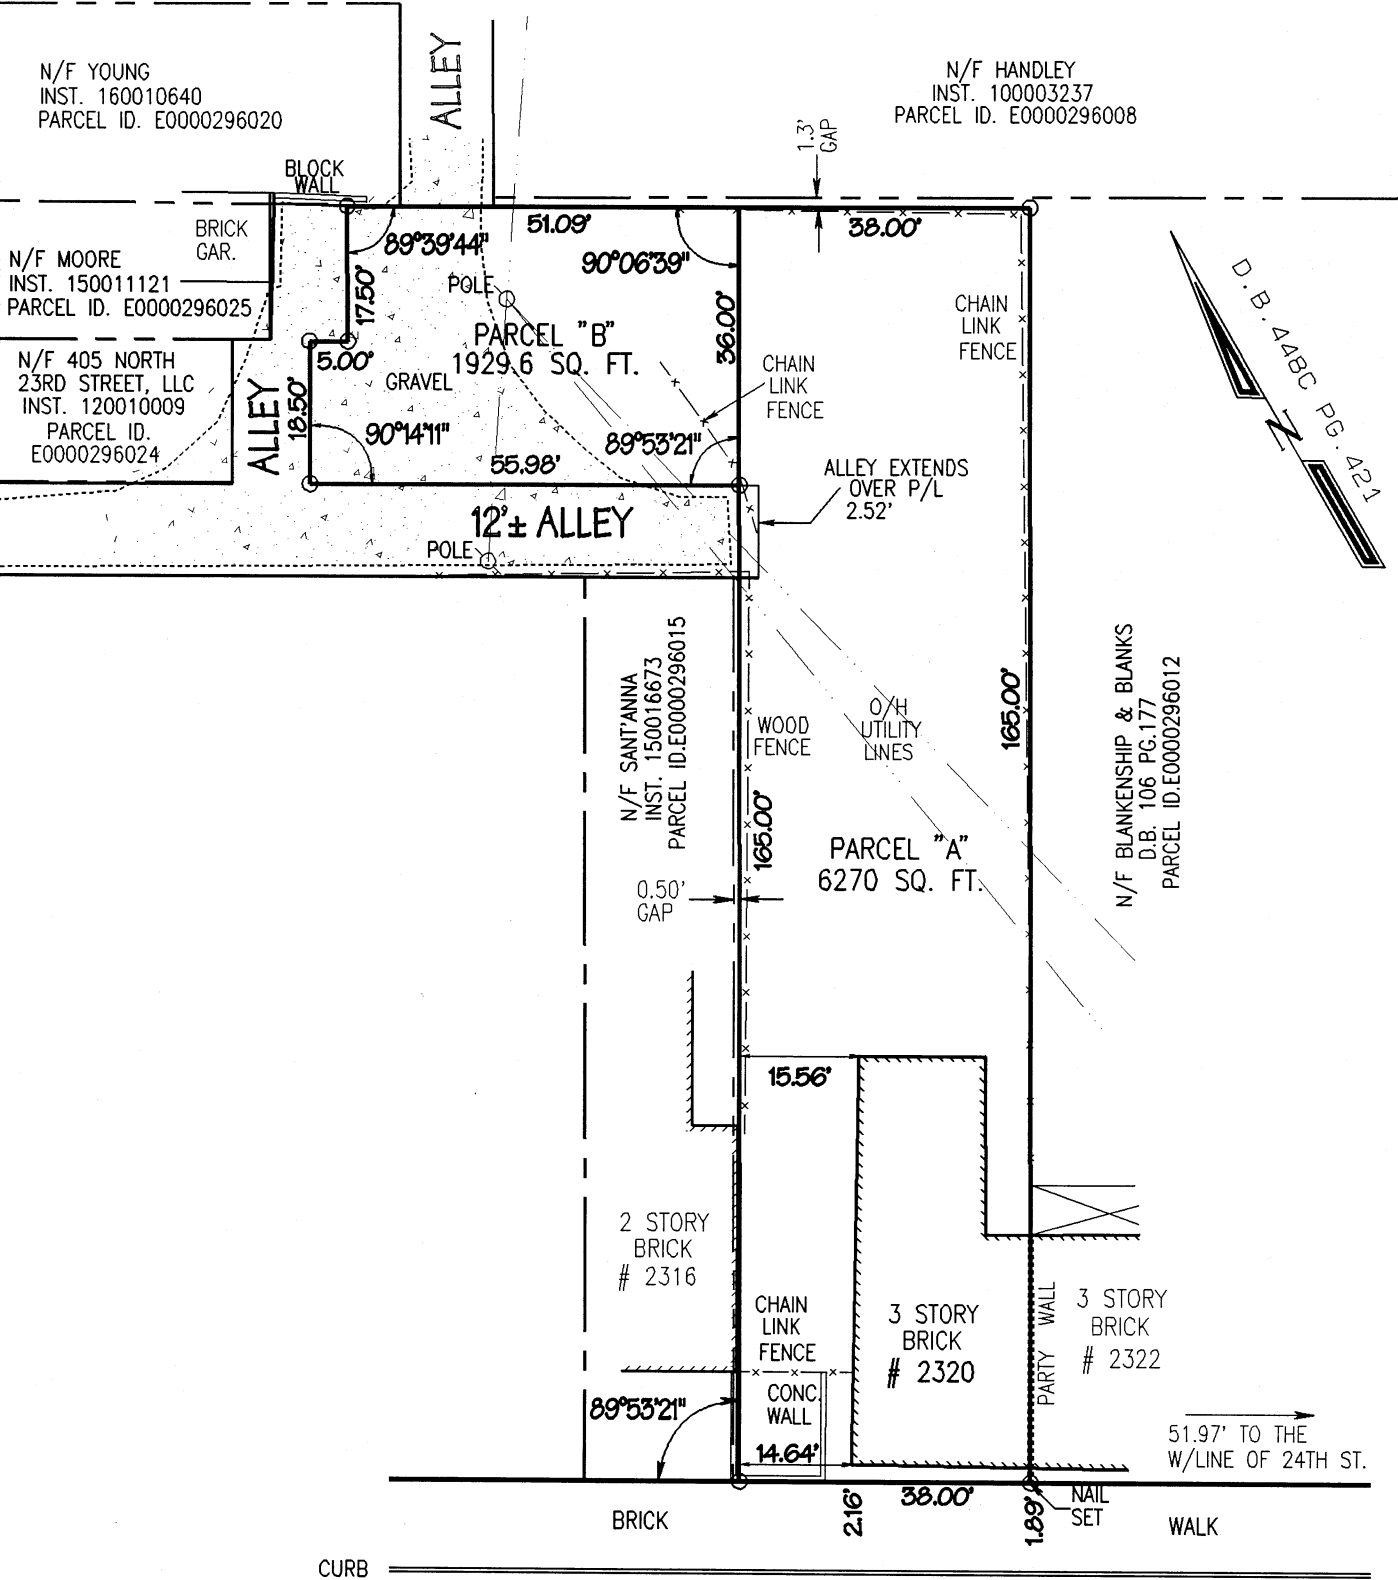 N/F YOUNG
INST. 160010640
PARCEL ID. E0000296020
ALLEY
N/F HANDLEY
INST. 100003237
PARCEL ID. E0000296008
1.3'
GAP
BLOCK
WALL
BRICK
GAR.
N/F MOORE
INST. 150011121
PARCEL ID. E0000296025
N/F 405 NORTH
23RD STREET, LLC
INST. 120010009
PARCEL ID.
E0000296024
ALLEY
89°39'44"
51.09'
90°06'39"
38.00'
17.50'
POLE
PARCEL "B"
1929.6 SQ. FT.
36.00'
5.00'
GRAVEL
18.50'
90°14'11"
55.98'
89°53'21"
CHAIN
LINK
FENCE
CHAIN
LINK
FENCE
D.B. 448C PG. 421
N
ALLEY EXTENDS
OVER P/L
2.52'
12'± ALLEY
POLE
N/F SANT'ANNA
INST. 150016673
PARCEL ID.E0000296015
WOOD
FENCE
O/H
UTILITY
LINES
165.00'
N/F BLANKENSHIP & BLANKS
D.B. 106 PG.177
PARCEL ID.E0000296012
165.00'
PARCEL "A"
6270 SQ. FT.
0.50'
GAP
15.56'
2 STORY
BRICK
# 2316
CHAIN
LINK
FENCE
3 STORY
BRICK
# 2320
PARTY WALL
3 STORY
BRICK
# 2322
89°53'21"
CONC.
WALL
14.64'
51.97' TO THE
W/LINE OF 24TH ST.
2.16'
38.00'
1.89'
NAIL
SET
BRICK
WALK
CURB